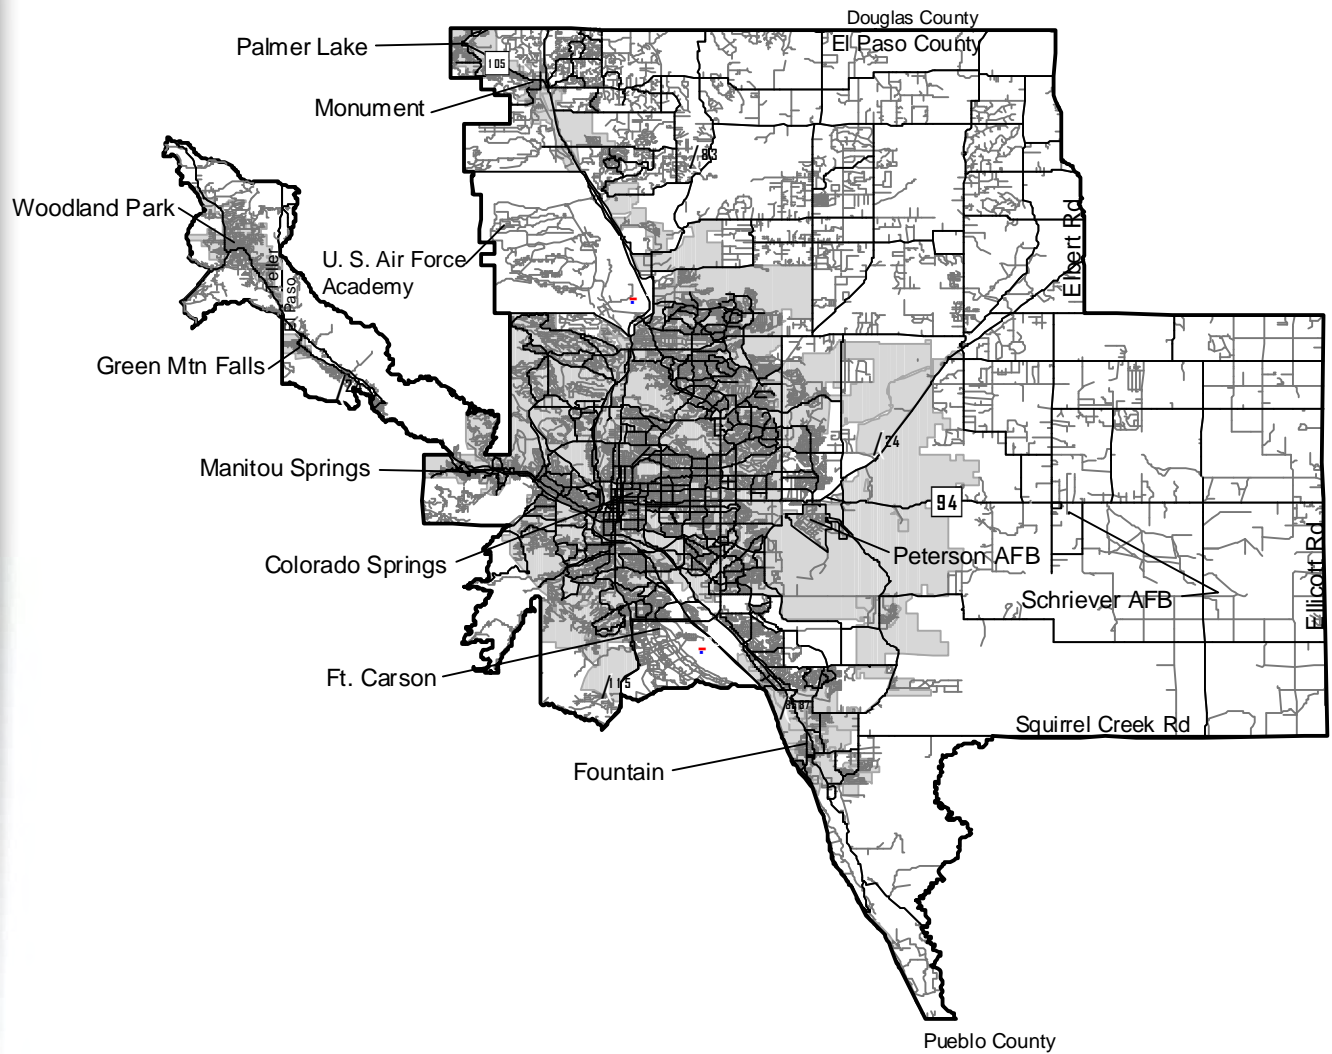 Douglas County
El Paso County
Palmer Lake
105
Monument
83
Woodland Park
Elbert Rd
U. S. Air Force
Academy
Teller
El Paso
Green Mtn Falls
24
24
Manitou Springs
94
Colorado Springs
Peterson AFB
Ellicott Rd
Schriever AFB
Ft. Carson
115
85 87
Squirrel Creek Rd
Fountain
Pueblo County